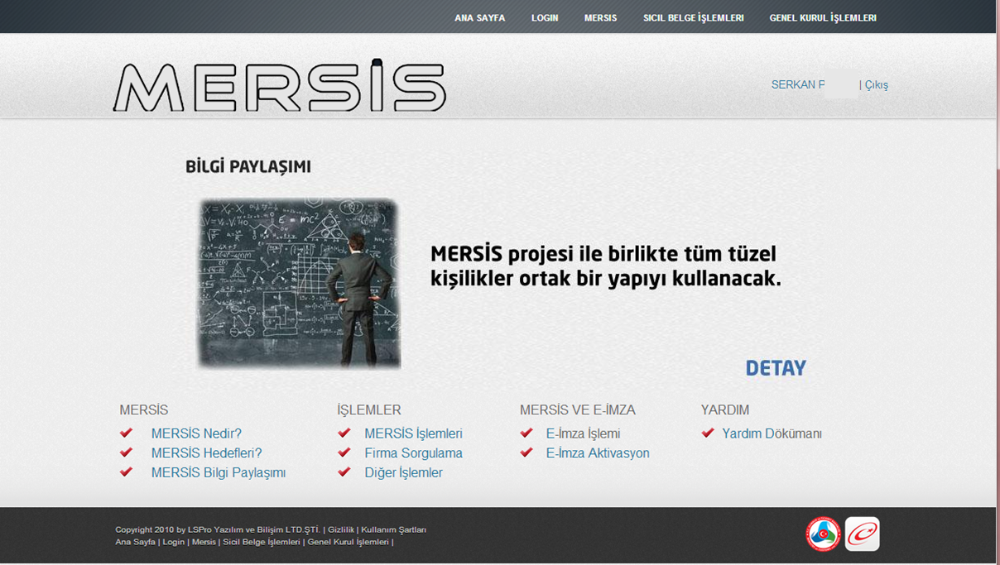 ANA SAYFA LOGIN MERSIS SICIL BELGE İŞLEMLERI GENEL KURUL İŞLEMLERI
MERSİS
SERKAN P | Çıkış
BİLGİ PAYLAŞIMI
E = mc²
MERSİS projesi ile birlikte tüm tüzel
kişilikler ortak bir yapıyı kullanacak.
DETAY
MERSİS
MERSİS Nedir?
MERSİS Hedefleri?
MERSİS Bilgi Paylaşımı
İŞLEMLER
MERSİS İşlemleri
Firma Sorgulama
Diğer İşlemler
MERSİS VE E-İMZA
E-İmza İşlemi
E-İmza Aktivasyon
YARDIM
Yardım Dökümanı
Copyright 2010 by LSPro Yazılım ve Bilişim LTD.ŞTİ. | Gizlilik | Kullanım Şartları
Ana Sayfa | Login | Mersis | Sicil Belge İşlemleri | Genel Kurul İşlemleri |